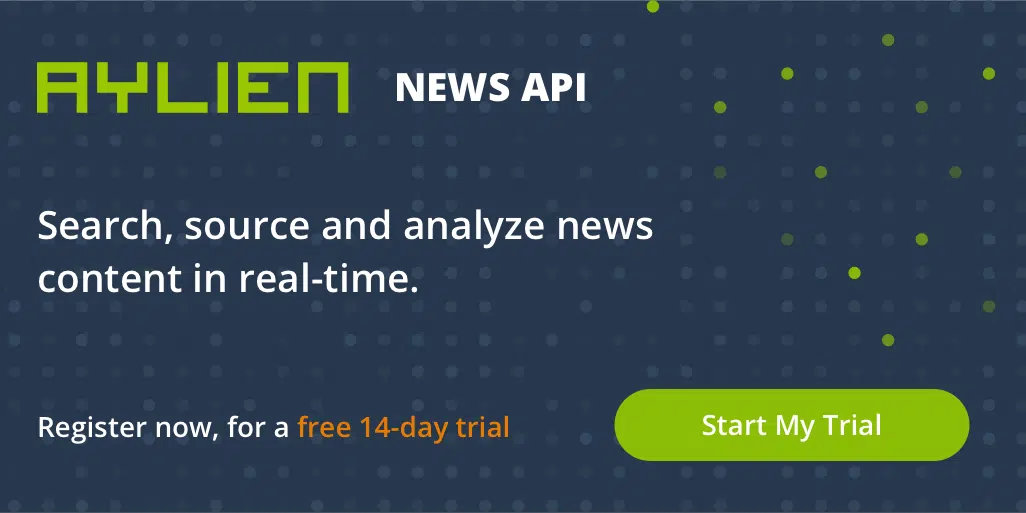 AYLIEN NEWS API
Search, source and analyze news
content in real-time.
Register now, for a free 14-day trial
Start My Trial